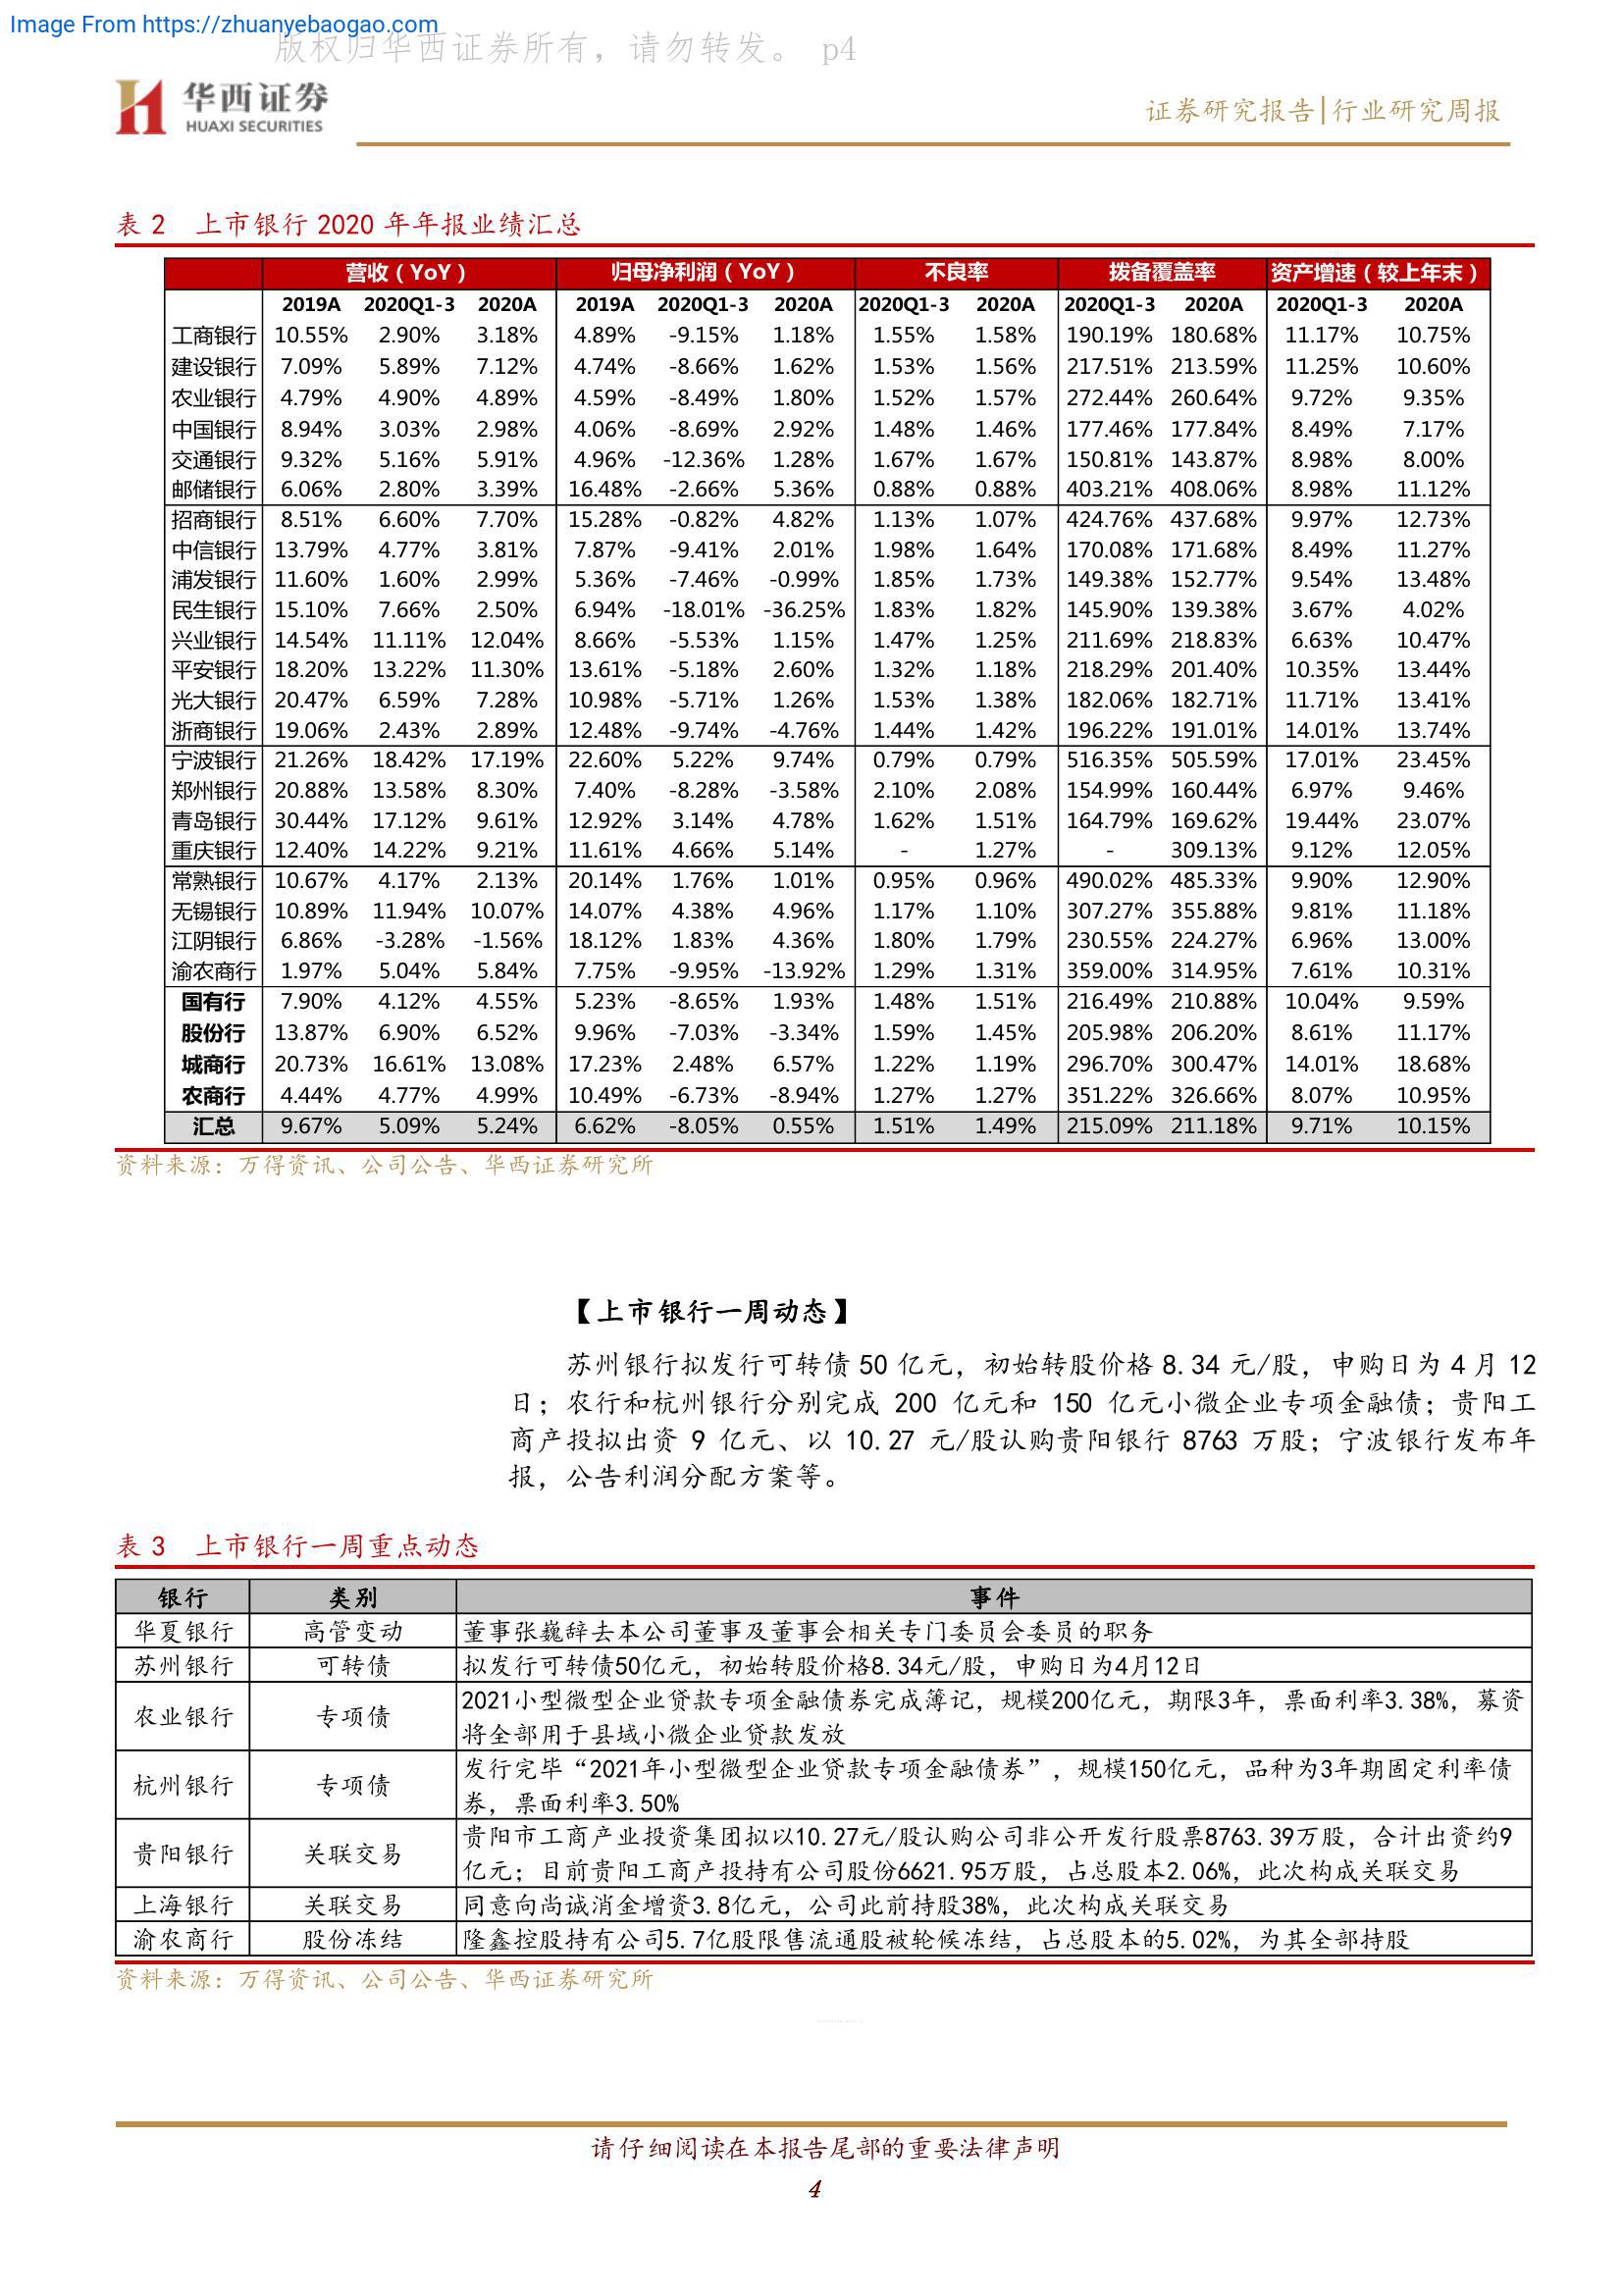 Image From https://zhuanyebaogao.com
版权归华西证券所有，请勿转发。 p4
华西证券
HUAXI SECURITIES
证券研究报告|行业研究周报
表 2 上市银行 2020 年年报业绩汇总
营收（YoY） 归母净利润（YoY） 不良率 拨备覆盖率 资产增速（较上年末）
2019A 2020Q1-3 2020A 2019A 2020Q1-3 2020A 2020Q1-3 2020A 2020Q1-3 2020A 2020Q1-3 2020A
工商银行 10.55% 2.90% 3.18% 4.89% -9.15% 1.18% 1.55% 1.58% 190.19% 180.68% 11.17% 10.75%
建设银行 7.09% 5.89% 7.12% 4.74% -8.66% 1.62% 1.53% 1.56% 217.51% 213.59% 11.25% 10.60%
农业银行 4.79% 4.90% 4.89% 4.59% -8.49% 1.80% 1.52% 1.57% 272.44% 260.64% 9.72% 9.35%
中国银行 8.94% 3.03% 2.98% 4.06% -8.69% 2.92% 1.48% 1.46% 177.46% 177.84% 8.49% 7.17%
交通银行 9.32% 5.16% 5.91% 4.96% -12.36% 1.28% 1.67% 1.67% 150.81% 143.87% 8.98% 8.00%
邮储银行 6.06% 2.80% 3.39% 16.48% -2.66% 5.36% 0.88% 0.88% 403.21% 408.06% 8.98% 11.12%
招商银行 8.51% 6.60% 7.70% 15.28% -0.82% 4.82% 1.13% 1.07% 424.76% 437.68% 9.97% 12.73%
中信银行 13.79% 4.77% 3.81% 7.87% -9.41% 2.01% 1.98% 1.64% 170.08% 171.68% 8.49% 11.27%
浦发银行 11.60% 1.60% 2.99% 5.36% -7.46% -0.99% 1.85% 1.73% 149.38% 152.77% 9.54% 13.48%
民生银行 15.10% 7.66% 2.50% 6.94% -18.01% -36.25% 1.83% 1.82% 145.90% 139.38% 3.67% 4.02%
兴业银行 14.54% 11.11% 12.04% 8.66% -5.53% 1.15% 1.47% 1.25% 211.69% 218.83% 6.63% 10.47%
平安银行 18.20% 13.22% 11.30% 13.61% -5.18% 2.60% 1.32% 1.18% 218.29% 201.40% 10.35% 13.44%
光大银行 20.47% 6.59% 7.28% 10.98% -5.71% 1.26% 1.53% 1.38% 182.06% 182.71% 11.71% 13.41%
浙商银行 19.06% 2.43% 2.89% 12.48% -9.74% -4.76% 1.44% 1.42% 196.22% 191.01% 14.01% 13.74%
宁波银行 21.26% 18.42% 17.19% 22.60% 5.22% 9.74% 0.79% 0.79% 516.35% 505.59% 17.01% 23.45%
郑州银行 20.88% 13.58% 8.30% 7.40% -8.28% -3.58% 2.10% 2.08% 154.99% 160.44% 6.97% 9.46%
青岛银行 30.44% 17.12% 9.61% 12.92% 3.14% 4.78% 1.62% 1.51% 164.79% 169.62% 19.44% 23.07%
重庆银行 12.40% 14.22% 9.21% 11.61% 4.66% 5.14% - 1.27% - 309.13% 9.12% 12.05%
常熟银行 10.67% 4.17% 2.13% 20.14% 1.76% 1.01% 0.95% 0.96% 490.02% 485.33% 9.90% 12.90%
无锡银行 10.89% 11.94% 10.07% 14.07% 4.38% 4.96% 1.17% 1.10% 307.27% 355.88% 9.81% 11.18%
江阴银行 6.86% -3.28% -1.56% 18.12% 1.83% 4.36% 1.80% 1.79% 230.55% 224.27% 6.96% 13.00%
渝农商行 1.97% 5.04% 5.84% 7.75% -9.95% -13.92% 1.29% 1.31% 359.00% 314.95% 7.61% 10.31%
国有行 7.90% 4.12% 4.55% 5.23% -8.65% 1.93% 1.48% 1.51% 216.49% 210.88% 10.04% 9.59%
股份行 13.87% 6.90% 6.52% 9.96% -7.03% -3.34% 1.59% 1.45% 205.98% 206.20% 8.61% 11.17%
城商行 20.73% 16.61% 13.08% 17.23% 2.48% 6.57% 1.22% 1.19% 296.70% 300.47% 14.01% 18.68%
农商行 4.44% 4.77% 4.99% 10.49% -6.73% -8.94% 1.27% 1.27% 351.22% 326.66% 8.07% 10.95%
汇总 9.67% 5.09% 5.24% 6.62% -8.05% 0.55% 1.51% 1.49% 215.09% 211.18% 9.71% 10.15%
资料来源：万得资讯、公司公告、华西证券研究所
【上市银行一周动态】
苏州银行拟发行可转债 50 亿元，初始转股价格 8.34 元/股，申购日为 4 月 12
日；农行和杭州银行分别完成 200 亿元和 150 亿元小微企业专项金融债；贵阳工
商产投拟出资 9 亿元、以 10.27 元/股认购贵阳银行 8763 万股；宁波银行发布年
报，公告利润分配方案等。
表 3 上市银行一周重点动态
银行 类别 事件
华夏银行 高管变动 董事张巍辞去本公司董事及董事会相关专门委员会委员的职务
苏州银行 可转债 拟发行可转债50亿元，初始转股价格8.34元/股，申购日为4月12日
农业银行 专项债 2021小型微型企业贷款专项金融债券完成簿记，规模200亿元，期限3年，票面利率3.38%，募资
将全部用于县域小微企业贷款发放
杭州银行 专项债 发行完毕“2021年小型微型企业贷款专项金融债券”，规模150亿元，品种为3年期固定利率债
券，票面利率3.50%
贵阳银行 关联交易 贵阳市工商产业投资集团拟以10.27元/股认购公司非公开发行股票8763.39万股，合计出资约9
亿元；目前贵阳工商产投持有公司股份6621.95万股，占总股本2.06%，此次构成关联交易
上海银行 关联交易 同意向尚诚消金增资3.8亿元，公司此前持股38%，此次构成关联交易
渝农商行 股份冻结 隆鑫控股持有公司5.7亿股限售流通股被轮候冻结，占总股本的5.02%，为其全部持股
资料来源：万得资讯、公司公告、华西证券研究所
请仔细阅读在本报告尾部的重要法律声明
4